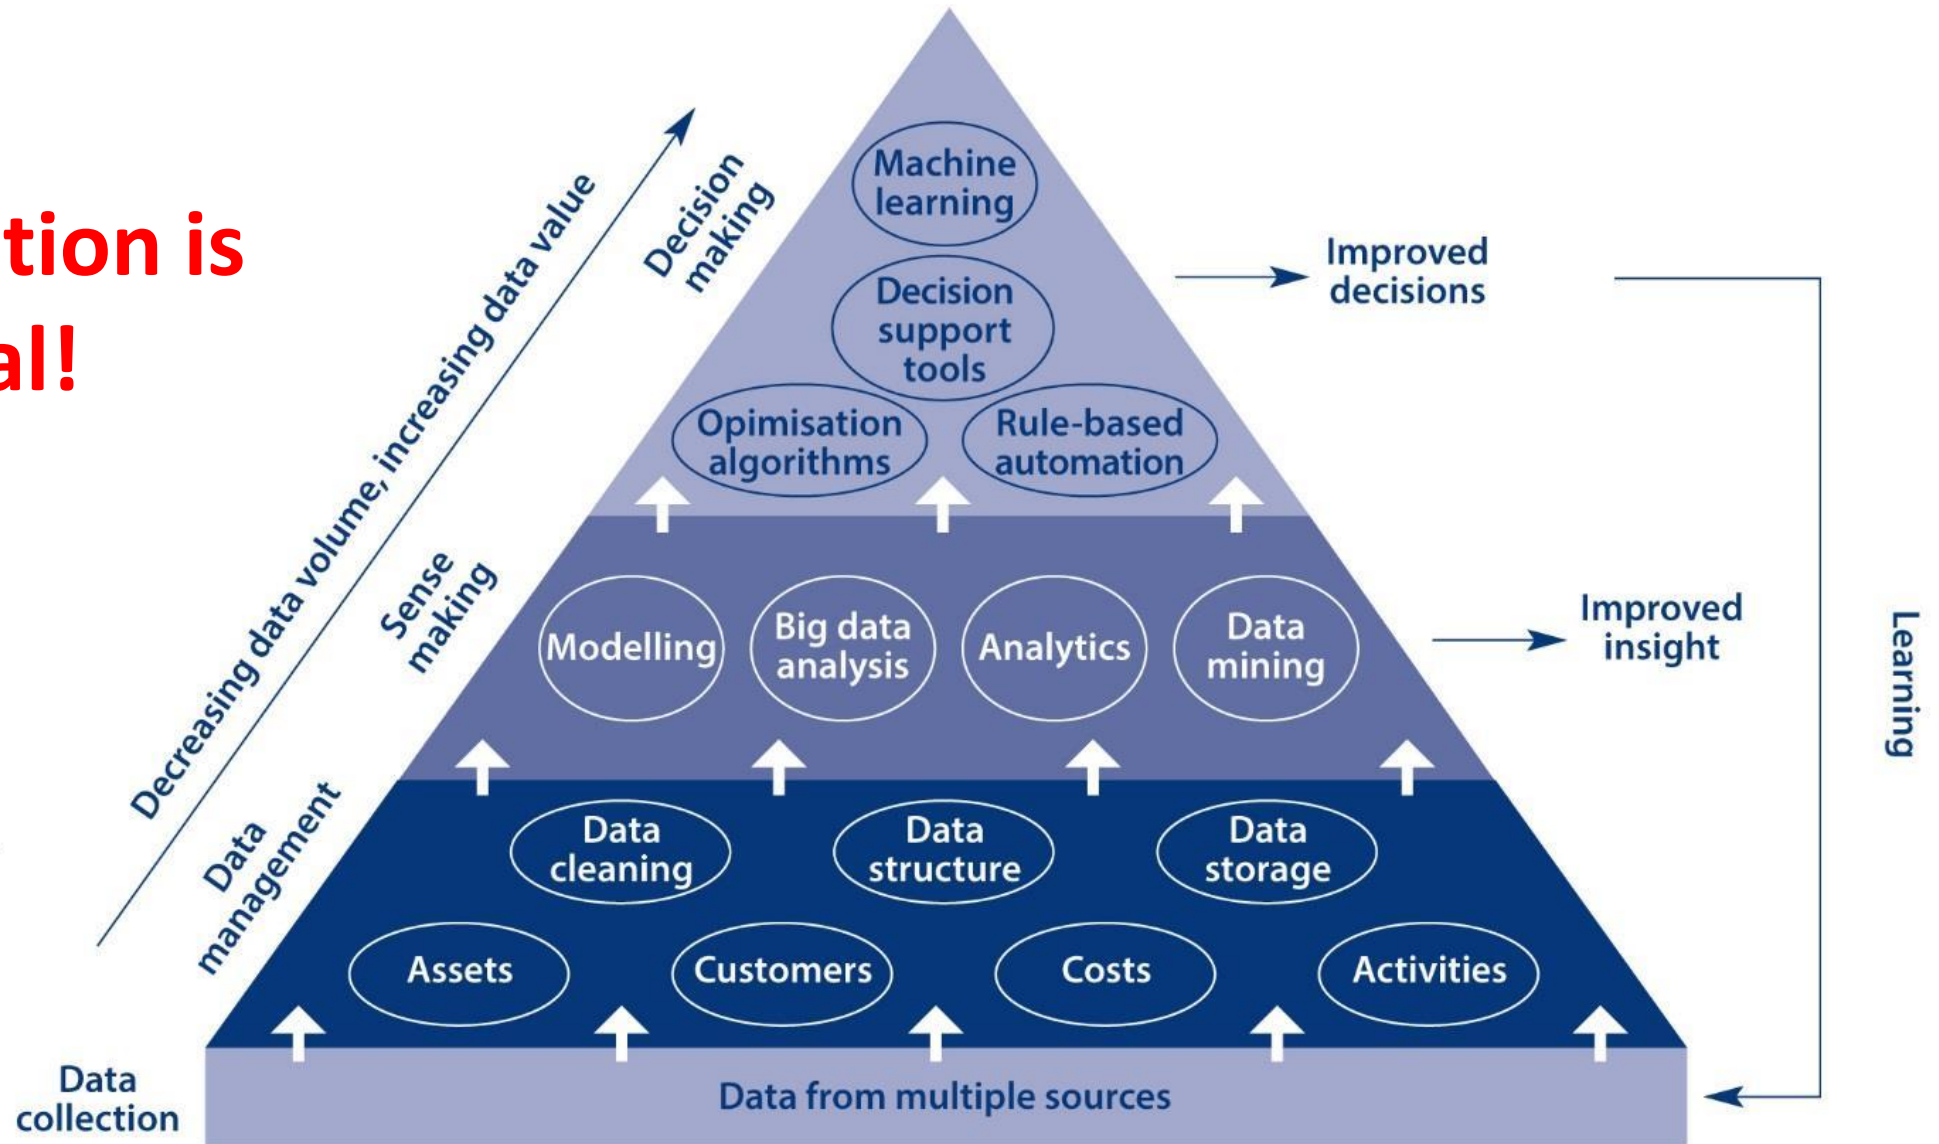 tion is
al!
Decreasing data volume, increasing data value
Decision
making
Machine
learning
Decision
support
tools
Opimisation
algorithms
Rule-based
automation
Improved
decisions
Sense
making
Modelling
Big data
analysis
Analytics
Data
mining
Improved
insight
Learning
Data
management
Data
cleaning
Data
structure
Data
storage
Assets
Customers
Costs
Activities
Data
collection
Data from multiple sources